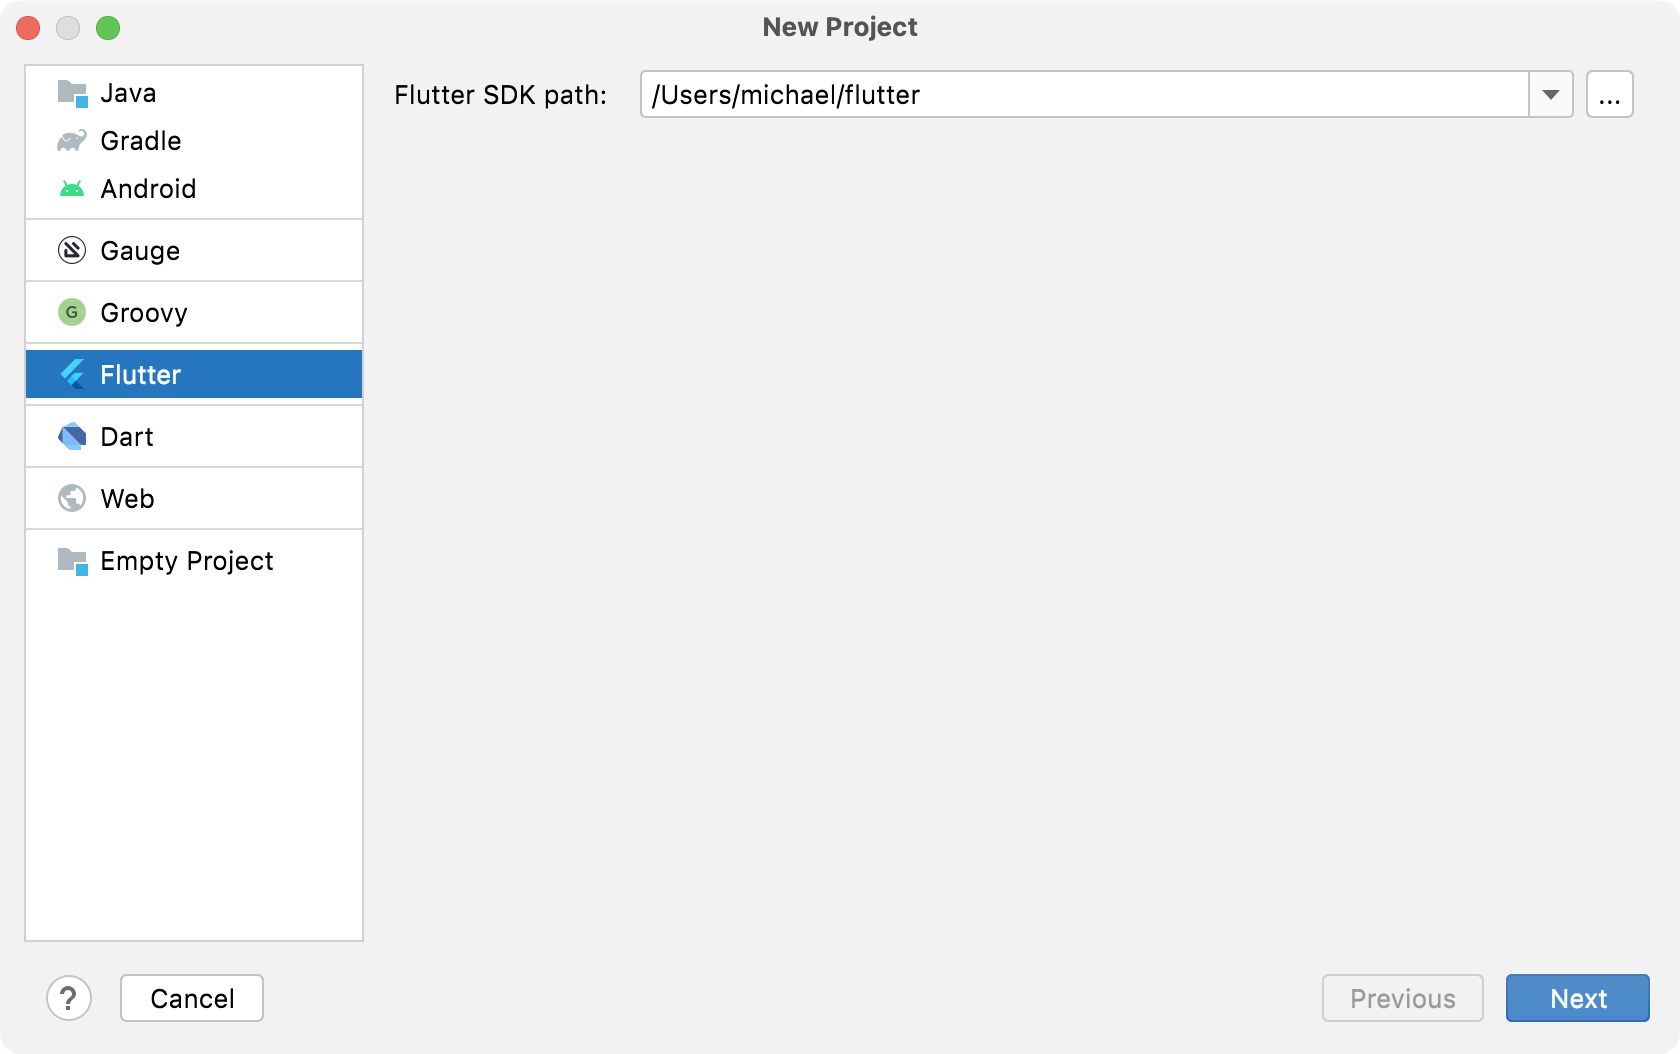 New Project
Java
Gradle
Android
Gauge
G Groovy
Flutter
Dart
Web
Empty Project
Flutter SDK path: /Users/michael/flutter ...
? Cancel Previous Next